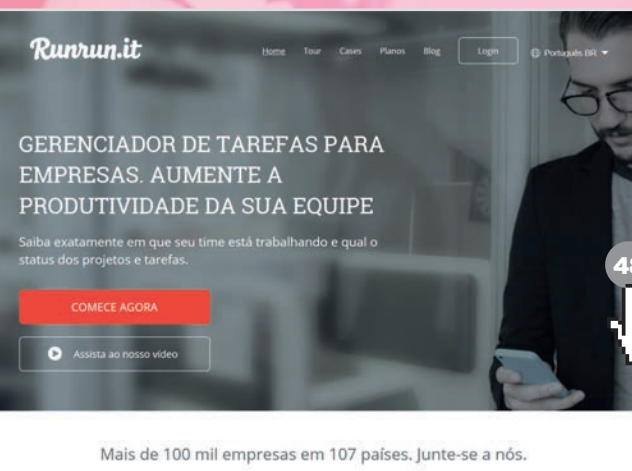 Runrun.it
Home Tour Cases Planos Blog Login Português BR
GERENCIADOR DE TAREFAS PARA
EMPRESAS. AUMENTE A
PRODUTIVIDADE DA SUA EQUIPE
Saiba exatamente em que seu time está trabalhando e qual o
status dos projetos e tarefas.
COMECE AGORA
Assista ao nosso vídeo
Mais de 100 mil empresas em 107 países. Junte-se a nós.